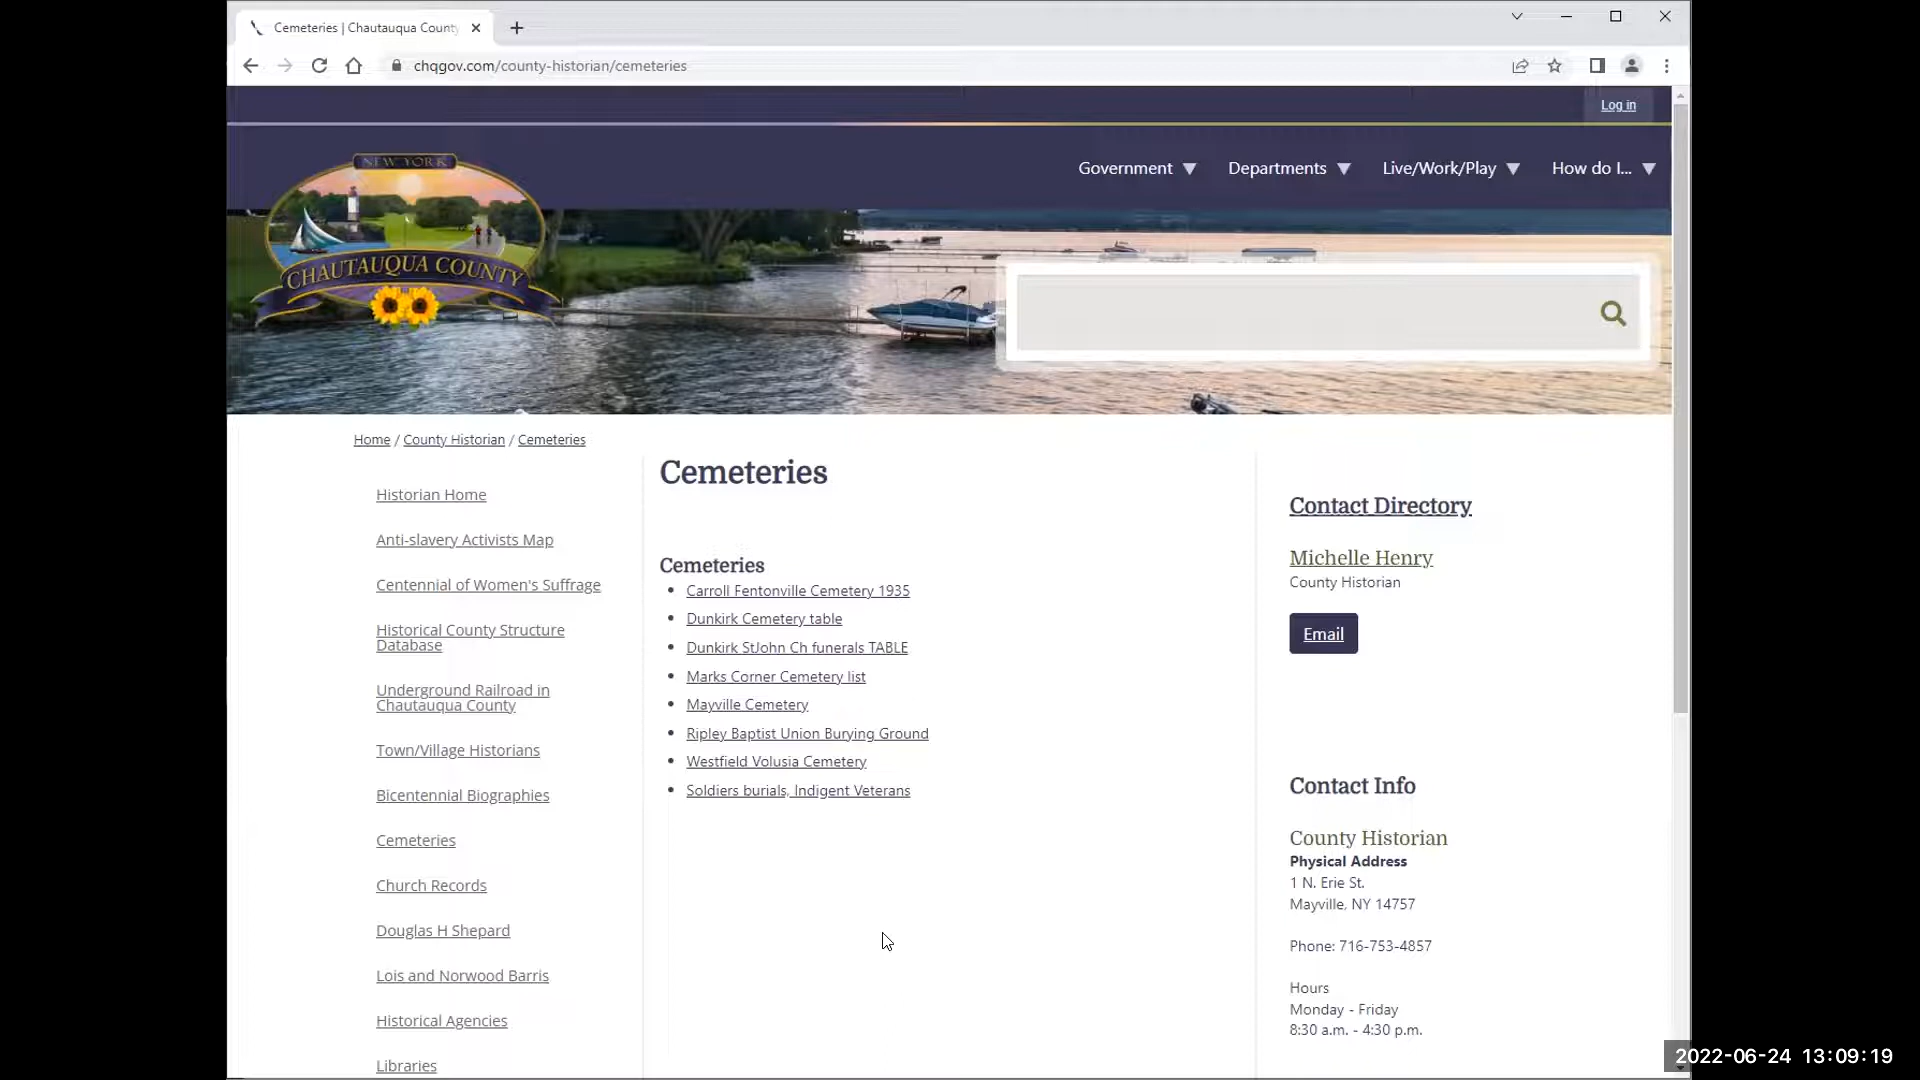 Cemeteries | Chautauqua County
chqgov.com/county-historian/cemeteries
Log in
NEW YORK
CHAUTAUQUA COUNTY
Government
Departments
Live/Work/Play
How do I...
Home / County Historian / Cemeteries
Historian Home
Anti-slavery Activists Map
Centennial of Women's Suffrage
Historical County Structure
Database
Underground Railroad in
Chautauqua County
Town/Village Historians
Bicentennial Biographies
Cemeteries
Church Records
Douglas H Shepard
Lois and Norwood Barris
Historical Agencies
Libraries
Cemeteries
Cemeteries
Carroll Fentonville Cemetery 1935
Dunkirk Cemetery table
Dunkirk StJohn Ch funerals TABLE
Marks Corner Cemetery list
Mayville Cemetery
Ripley Baptist Union Burying Ground
Westfield Volusia Cemetery
Soldiers burials, Indigent Veterans
Contact Directory
Michelle Henry
County Historian
Email
Contact Info
County Historian
Physical Address
1 N. Erie St.
Mayville, NY 14757
Phone: 716-753-4857
Hours
Monday - Friday
8:30 a.m. - 4:30 p.m.
2022-06-24 13:09:19